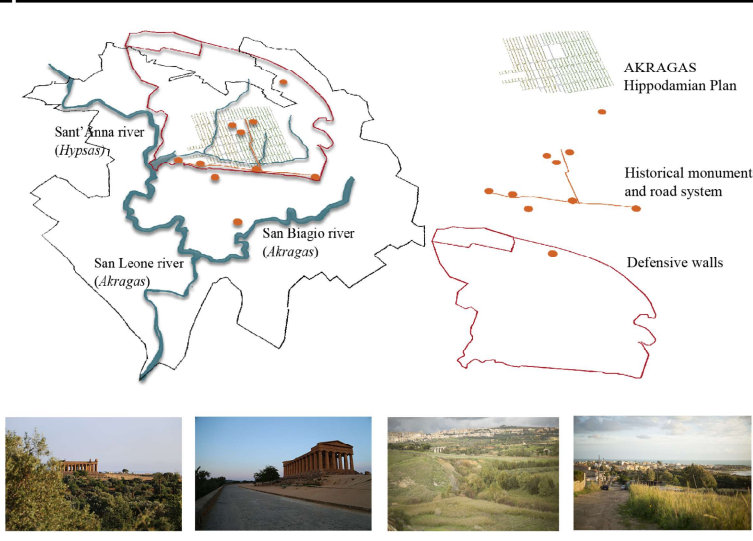 AKRAGAS
Hippodamian Plan
Sant'Anna river
(Hypsas)
Historical monument
and road system
San Biagio river
(Akragas)
San Leone river
(Akragas)
Defensive walls